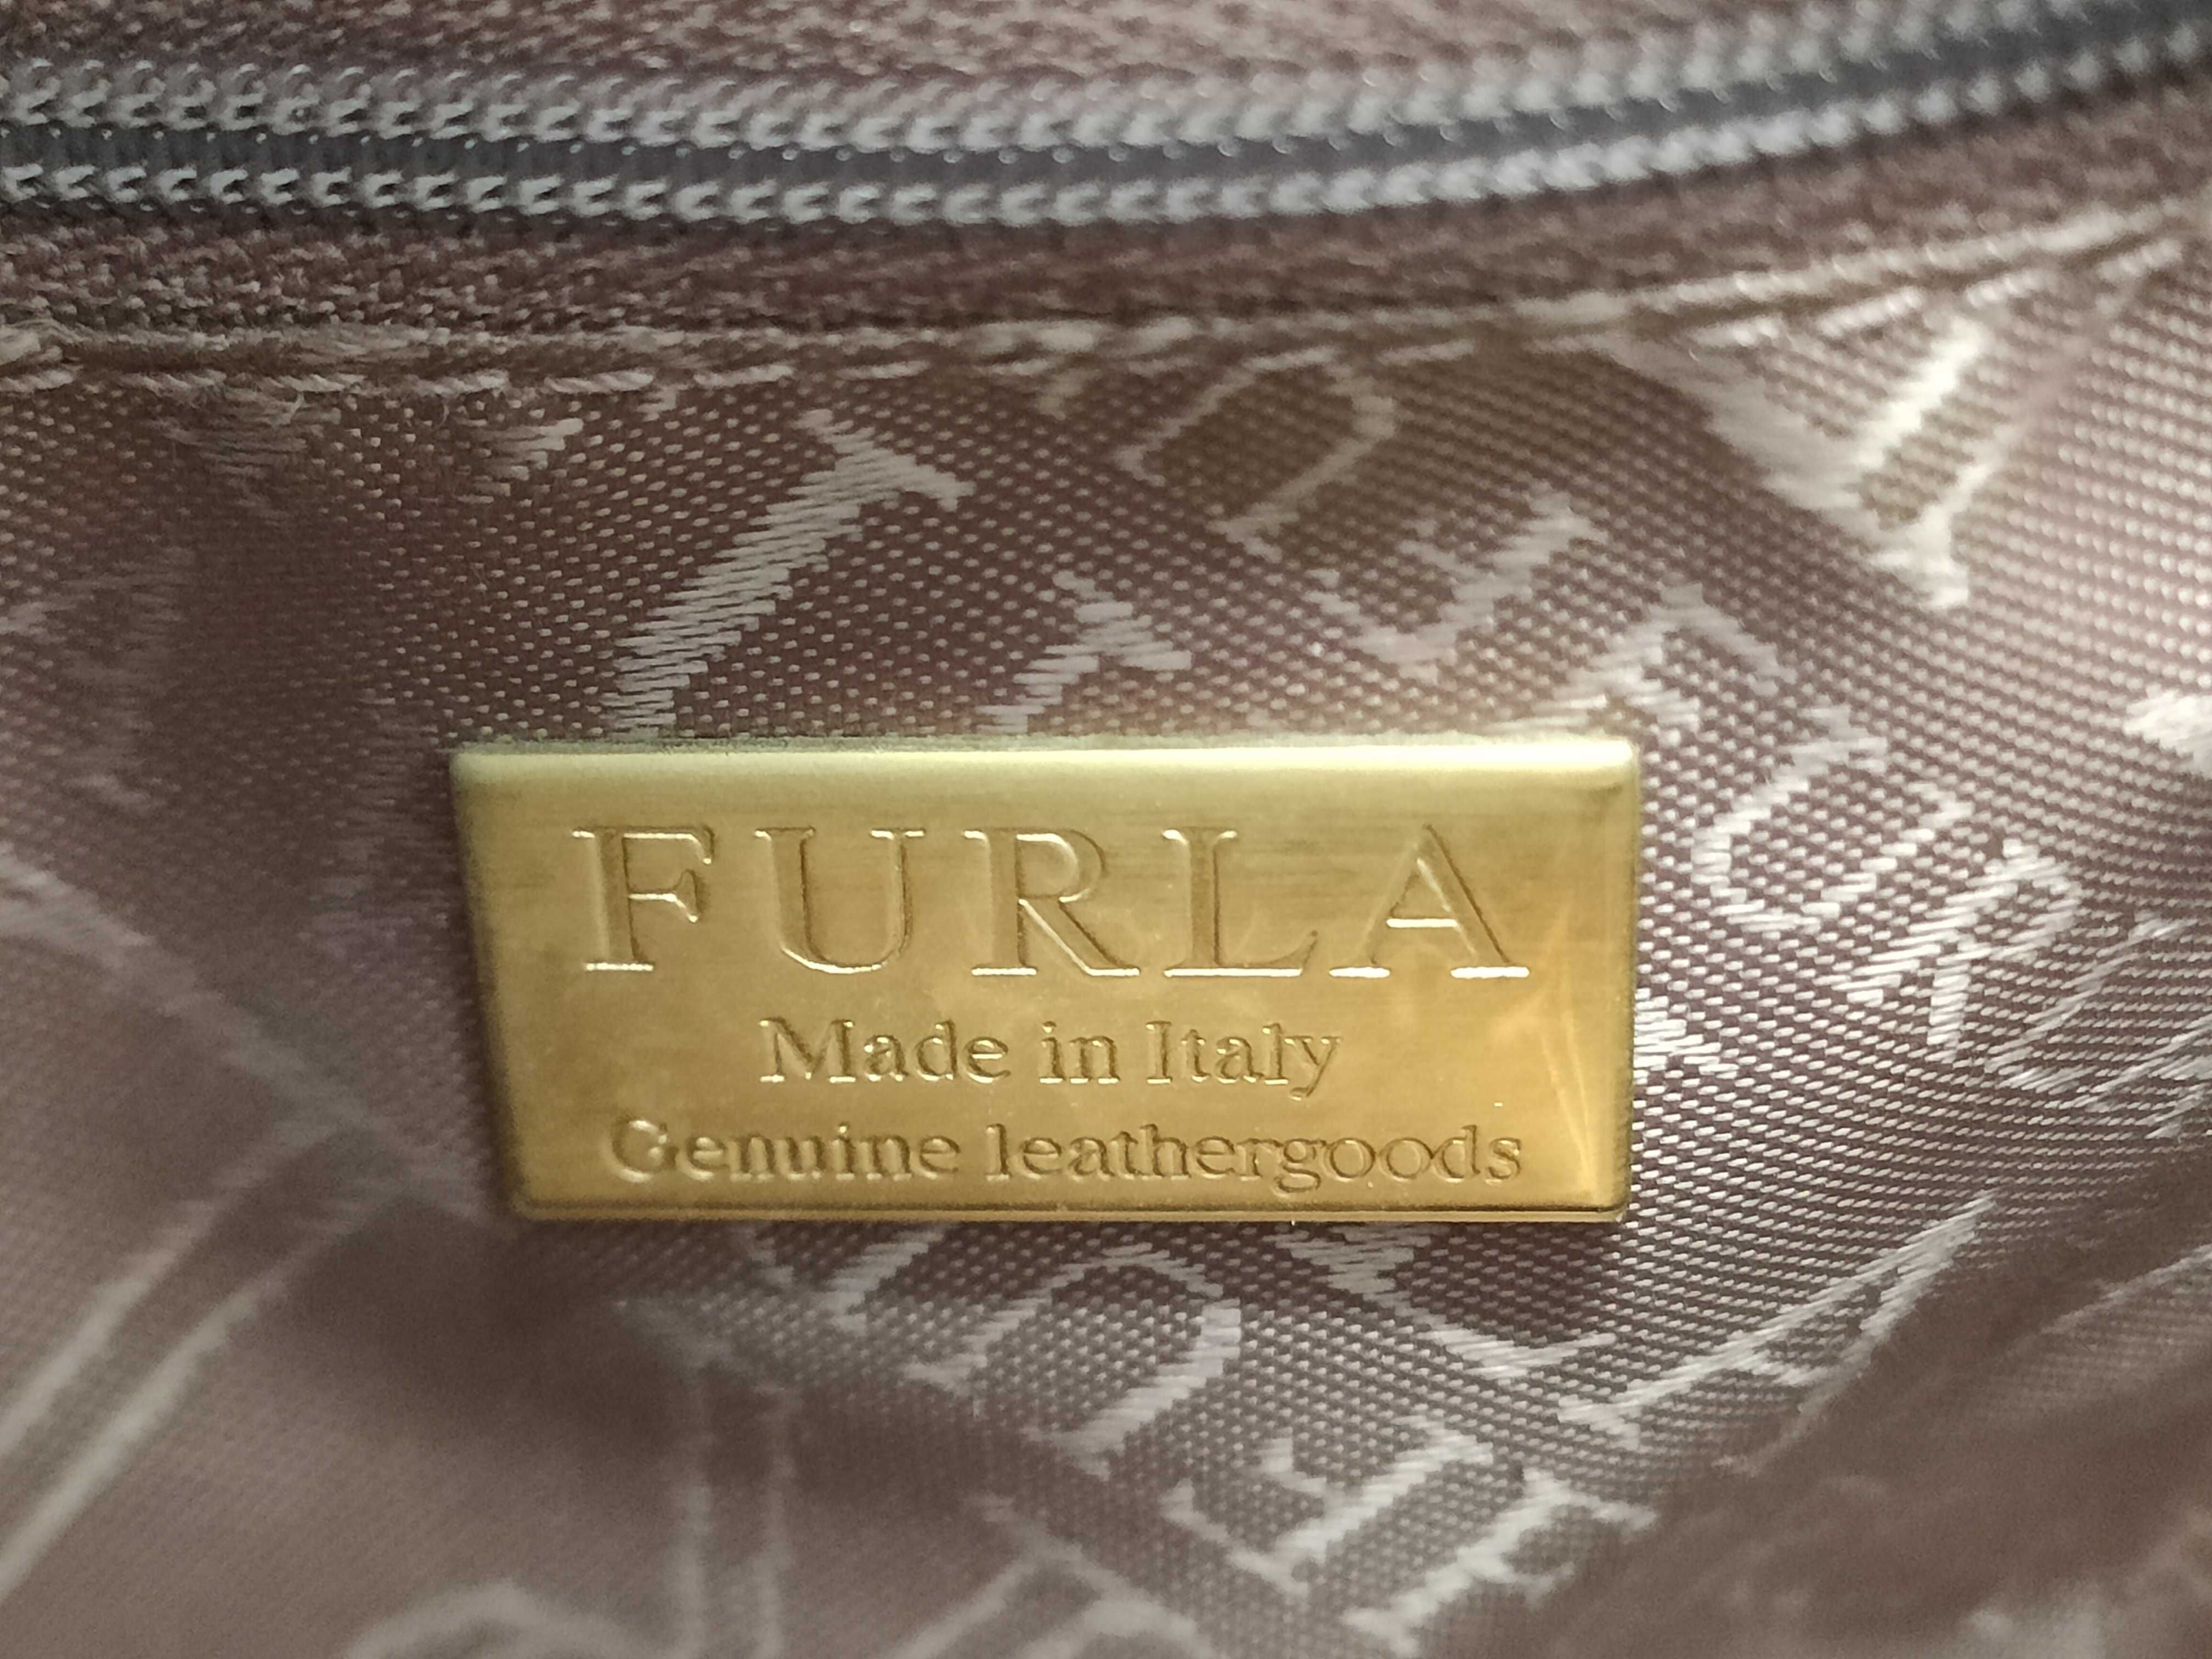 FURLA
Made in Italy
Genuine leathergoods